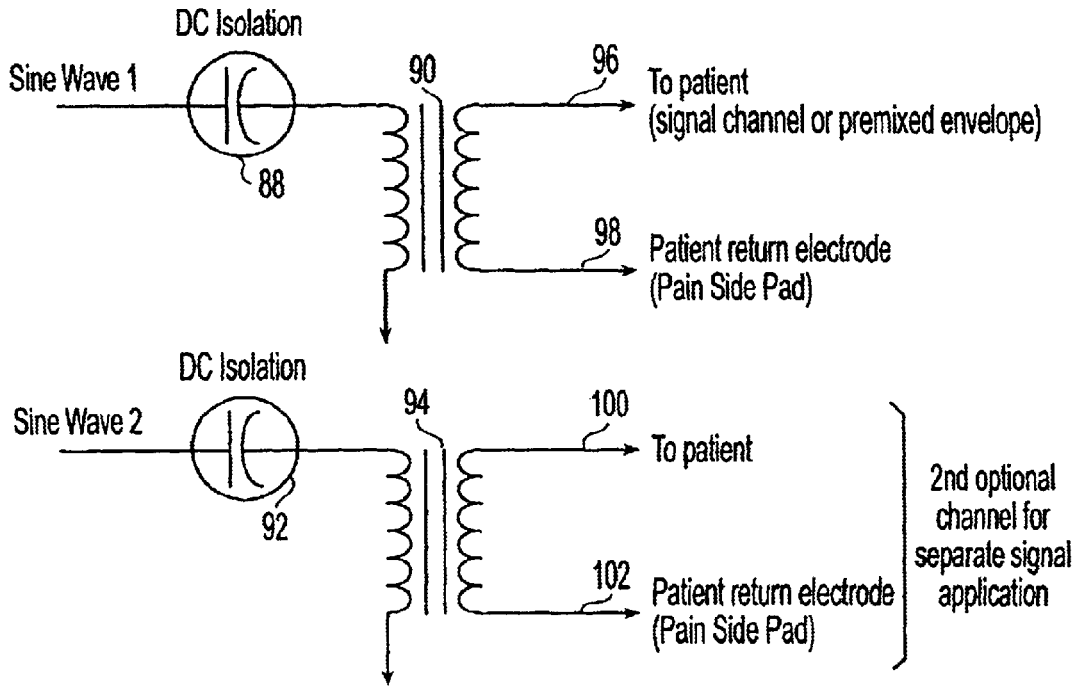 DC Isolation
Sine Wave 1
88
90
96
To patient
(signal channel or premixed envelope)
98
Patient return electrode
(Pain Side Pad)
DC Isolation
Sine Wave 2
92
94
100
To patient
102
Patient return electrode
(Pain Side Pad)
2nd optional
channel for
separate signal
application